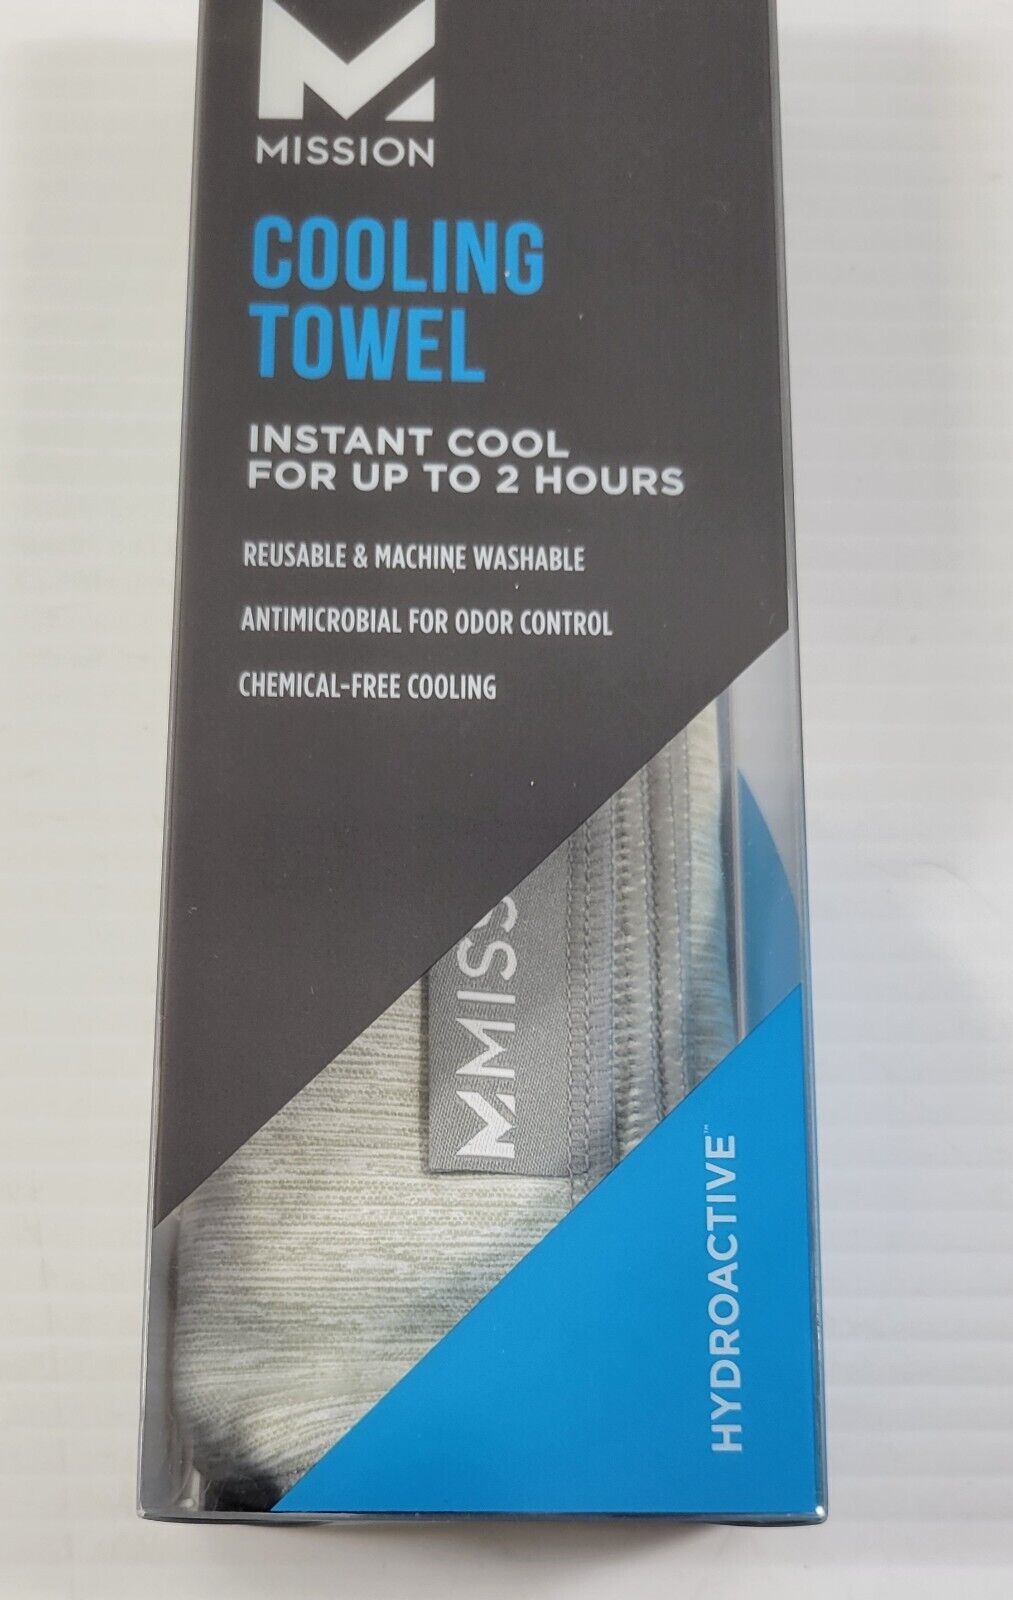 MISSION
COOLING
TOWEL
INSTANT COOL
FOR UP TO 2 HOURS
REUSABLE & MACHINE WASHABLE
ANTIMICROBIAL FOR ODOR CONTROL
CHEMICAL-FREE COOLING
MISS
HYDROACTIVE™